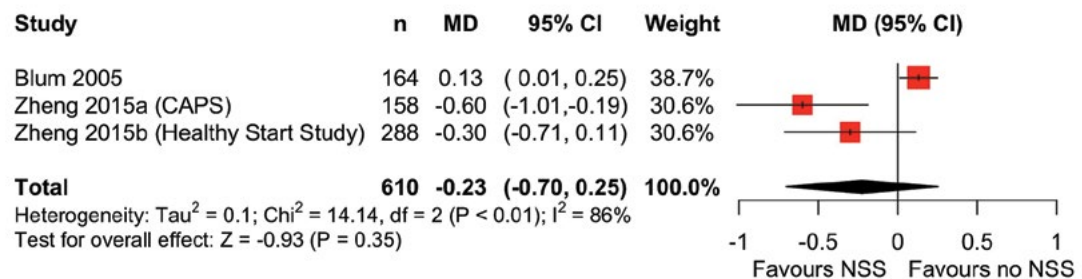 Study n MD 95% CI Weight MD (95% CI)
Blum 2005 164 0.13 ( 0.01, 0.25) 38.7%
Zheng 2015a (CAPS) 158 -0.60 (-1.01,-0.19) 30.6%
Zheng 2015b (Healthy Start Study) 288 -0.30 (-0.71, 0.11) 30.6%
Total 610 -0.23 (-0.70, 0.25) 100.0%
Heterogeneity: Tau² = 0.1; Chi² = 14.14, df = 2 (P < 0.01); I² = 86%
Test for overall effect: Z = -0.93 (P = 0.35)
-1 -0.5 0 0.5 1
Favours NSS Favours no NSS